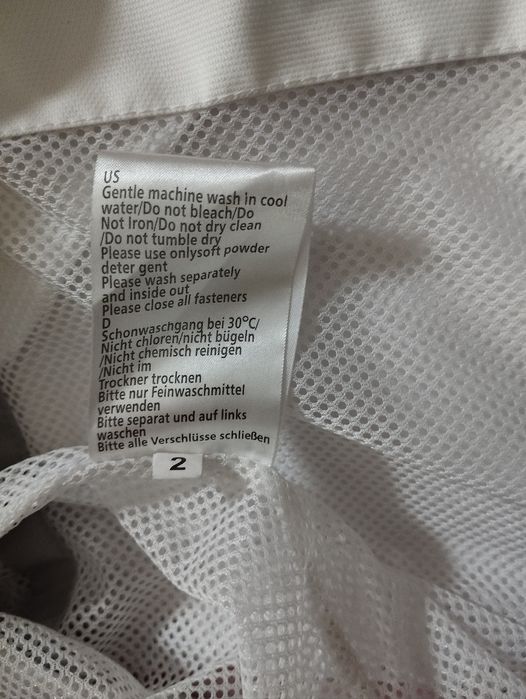 US
Gentle machine wash in cool
water/Do not bleach/Do
Not Iron/Do not dry clean
/Do not tumble dry
Please use onlysoft powder
deter gent
Please wash separately
and inside out
Please close all fasteners
D
Schonwaschgang bei 30°C/
Nicht chloren/nicht bügeln
/Nicht chemisch reinigen
/Nicht im
Trockner trocknen
Bitte nur Feinwaschmittel
verwenden
Bitte separat und auf links
waschen
Bitte alle Verschlüsse schließen
2